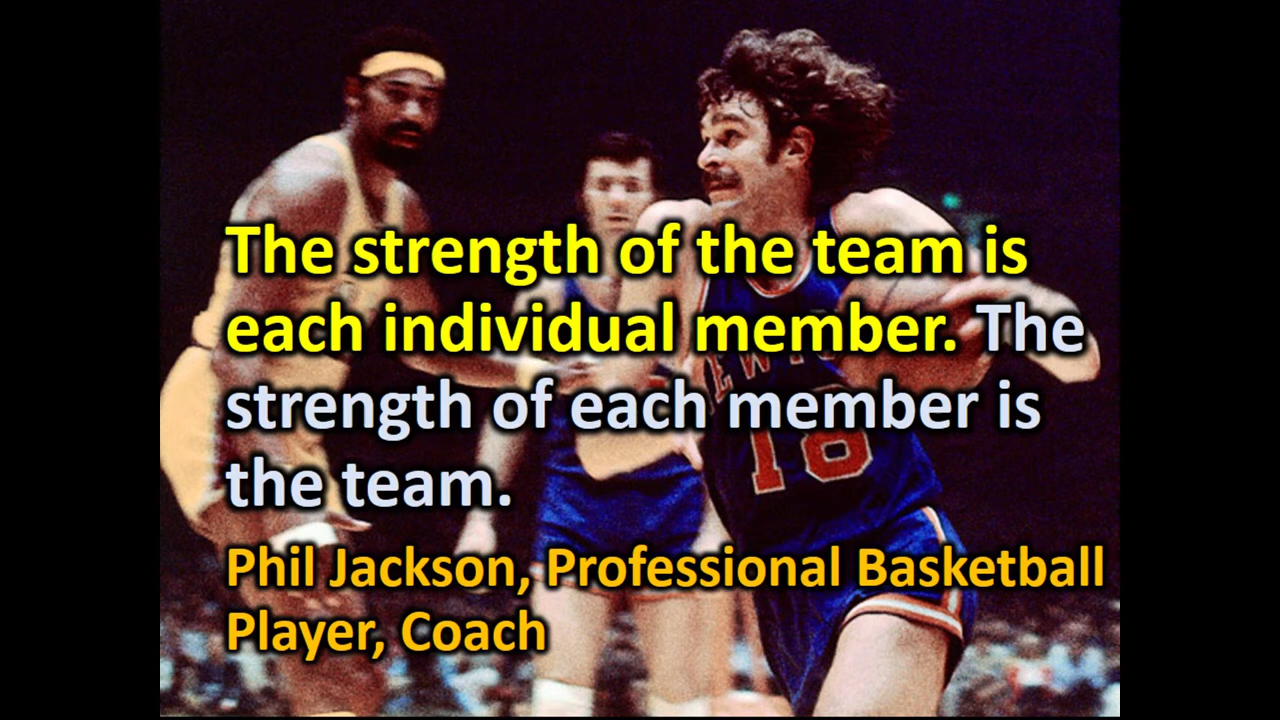 The strength of the team is
each individual member. The
strength of each member is
the team.
Phil Jackson, Professional Basketball
Player, Coach
18